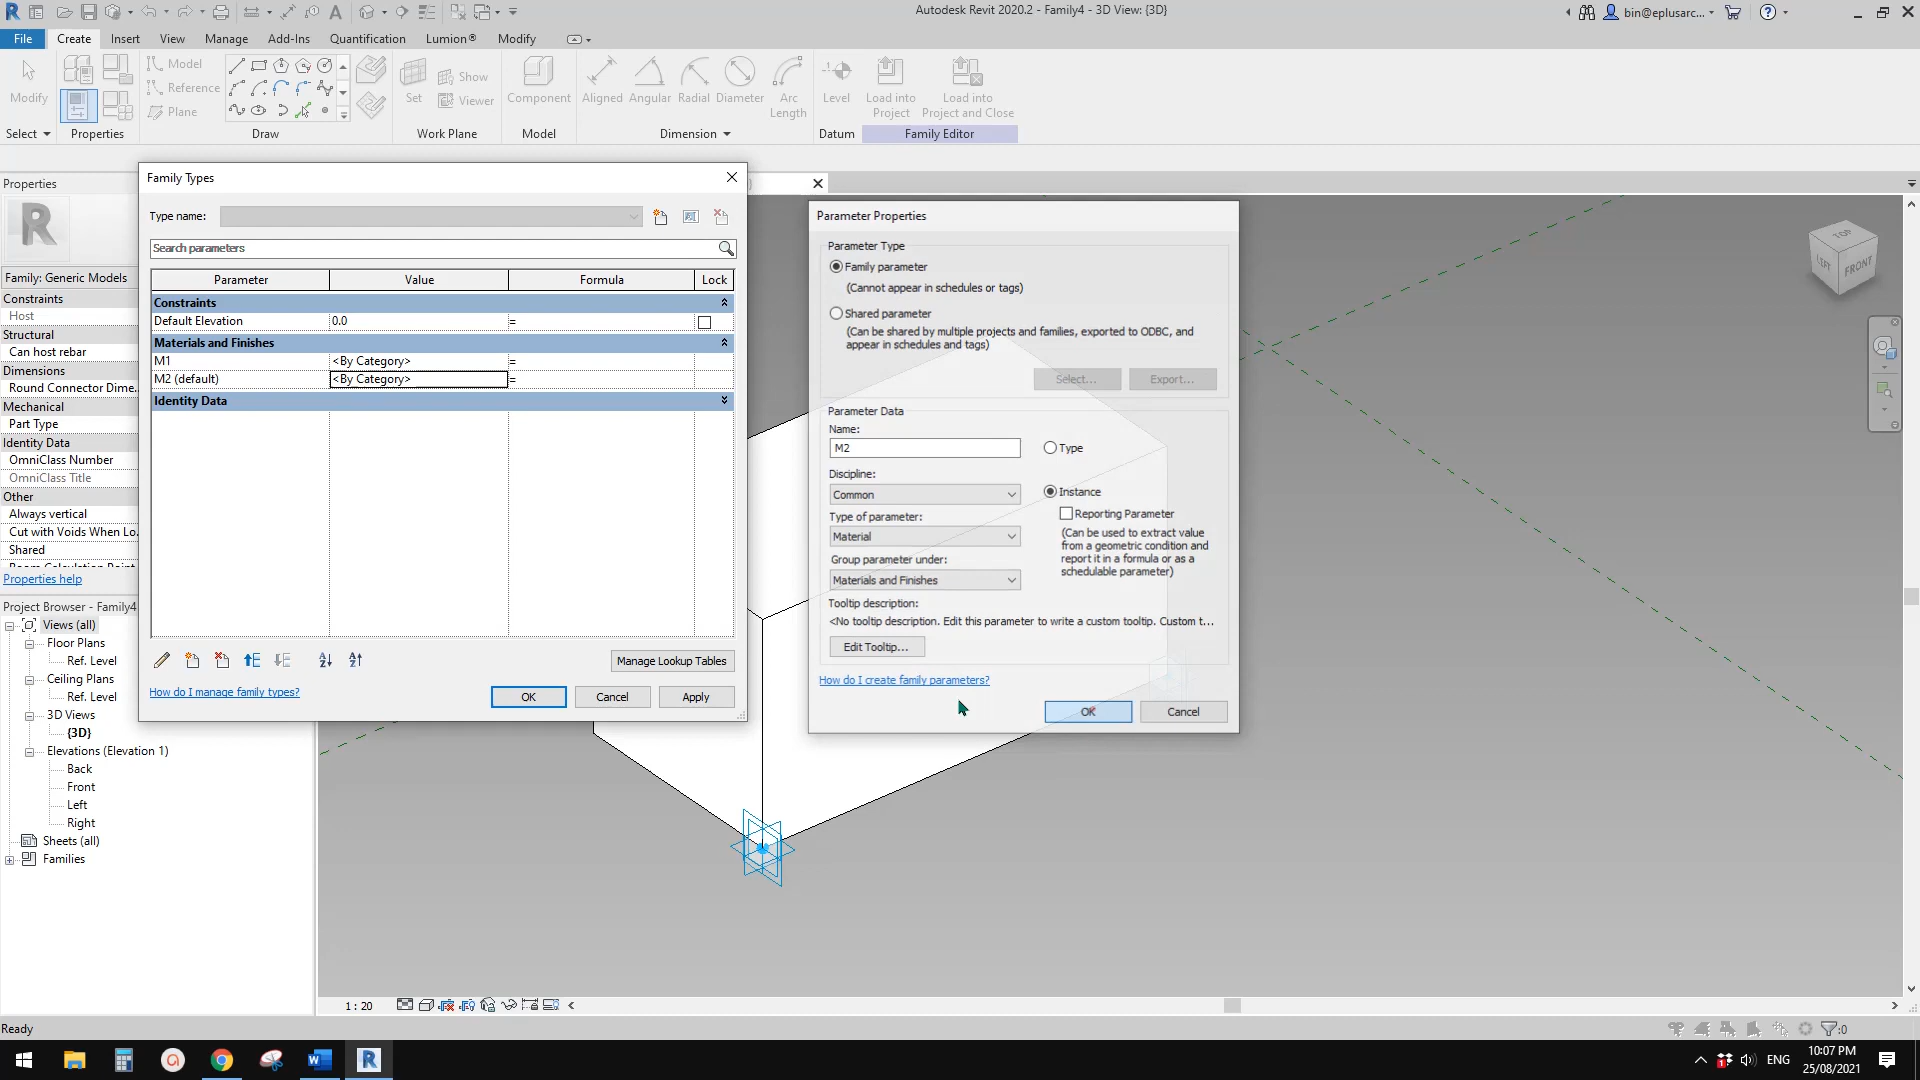 Autodesk Revit 2020.2 - Family4 - 3D View: {3D}
bin@eplusarc...
File Create Insert View Manage Add-Ins Annotate Quantification Lumion® Modify
Modify
Select
Properties
Model
Reference
Plane
Draw
Set
Show
Viewer
Work Plane
Component
Model
Aligned Angular Radial Diameter Arc Length
Dimension
Level
Datum
Load into Project
Load into Project and Close
Family Editor
Properties
Family: Generic Models
Constraints
Host
Structural
Can host rebar
Dimensions
Round Connector Dime...
Mechanical
Part Type
Identity Data
OmniClass Number
OmniClass Title
Other
Always vertical
Cut with Voids When Lo...
Shared
Properties help
Project Browser - Family4
Views (all)
Floor Plans
Ref. Level
Ceiling Plans
Ref. Level
3D Views
{3D}
Elevations (Elevation 1)
Back
Front
Left
Right
Sheets (all)
Families
Family Types
Type name:
Search parameters
Parameter Value Formula Lock
Constraints
Default Elevation 0.0 =
Materials and Finishes
M1 <By Category> =
M2 (default) <By Category> =
Identity Data
Manage Lookup Tables
How do I manage family types?
OK Cancel Apply
Parameter Properties
Parameter Type
Family parameter
(Cannot appear in schedules or tags)
Shared parameter
(Can be shared by multiple projects and families, exported to ODBC, and
appear in schedules and tags)
Select... Export...
Parameter Data
Name:
M2
Type
Discipline:
Common
Instance
Reporting Parameter
(Can be used to extract value
from a geometric condition and
report it in a formula or as a
schedulable parameter)
Type of parameter:
Material
Group parameter under:
Materials and Finishes
Tooltip description:
<No tooltip description. Edit this parameter to write a custom tooltip. Custom t...
Edit Tooltip...
How do I create family parameters?
OK Cancel
TOP
LEFT FRONT
1 : 20
Ready
:0
ENG
10:07 PM
25/08/2021